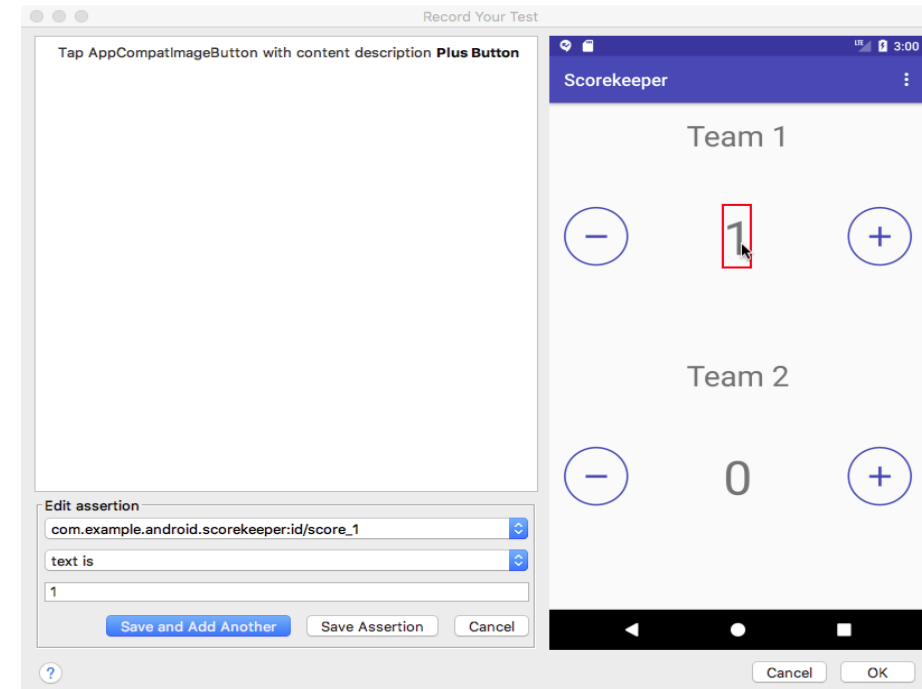 Record Your Test
Tap AppCompatImageButton with content description Plus Button
Edit assertion
com.example.android.scorekeeper:id/score_1
text is
1
Save and Add Another
Save Assertion
Cancel
LTE 3:00
Scorekeeper
Team 1
1
Team 2
0
?
Cancel
OK